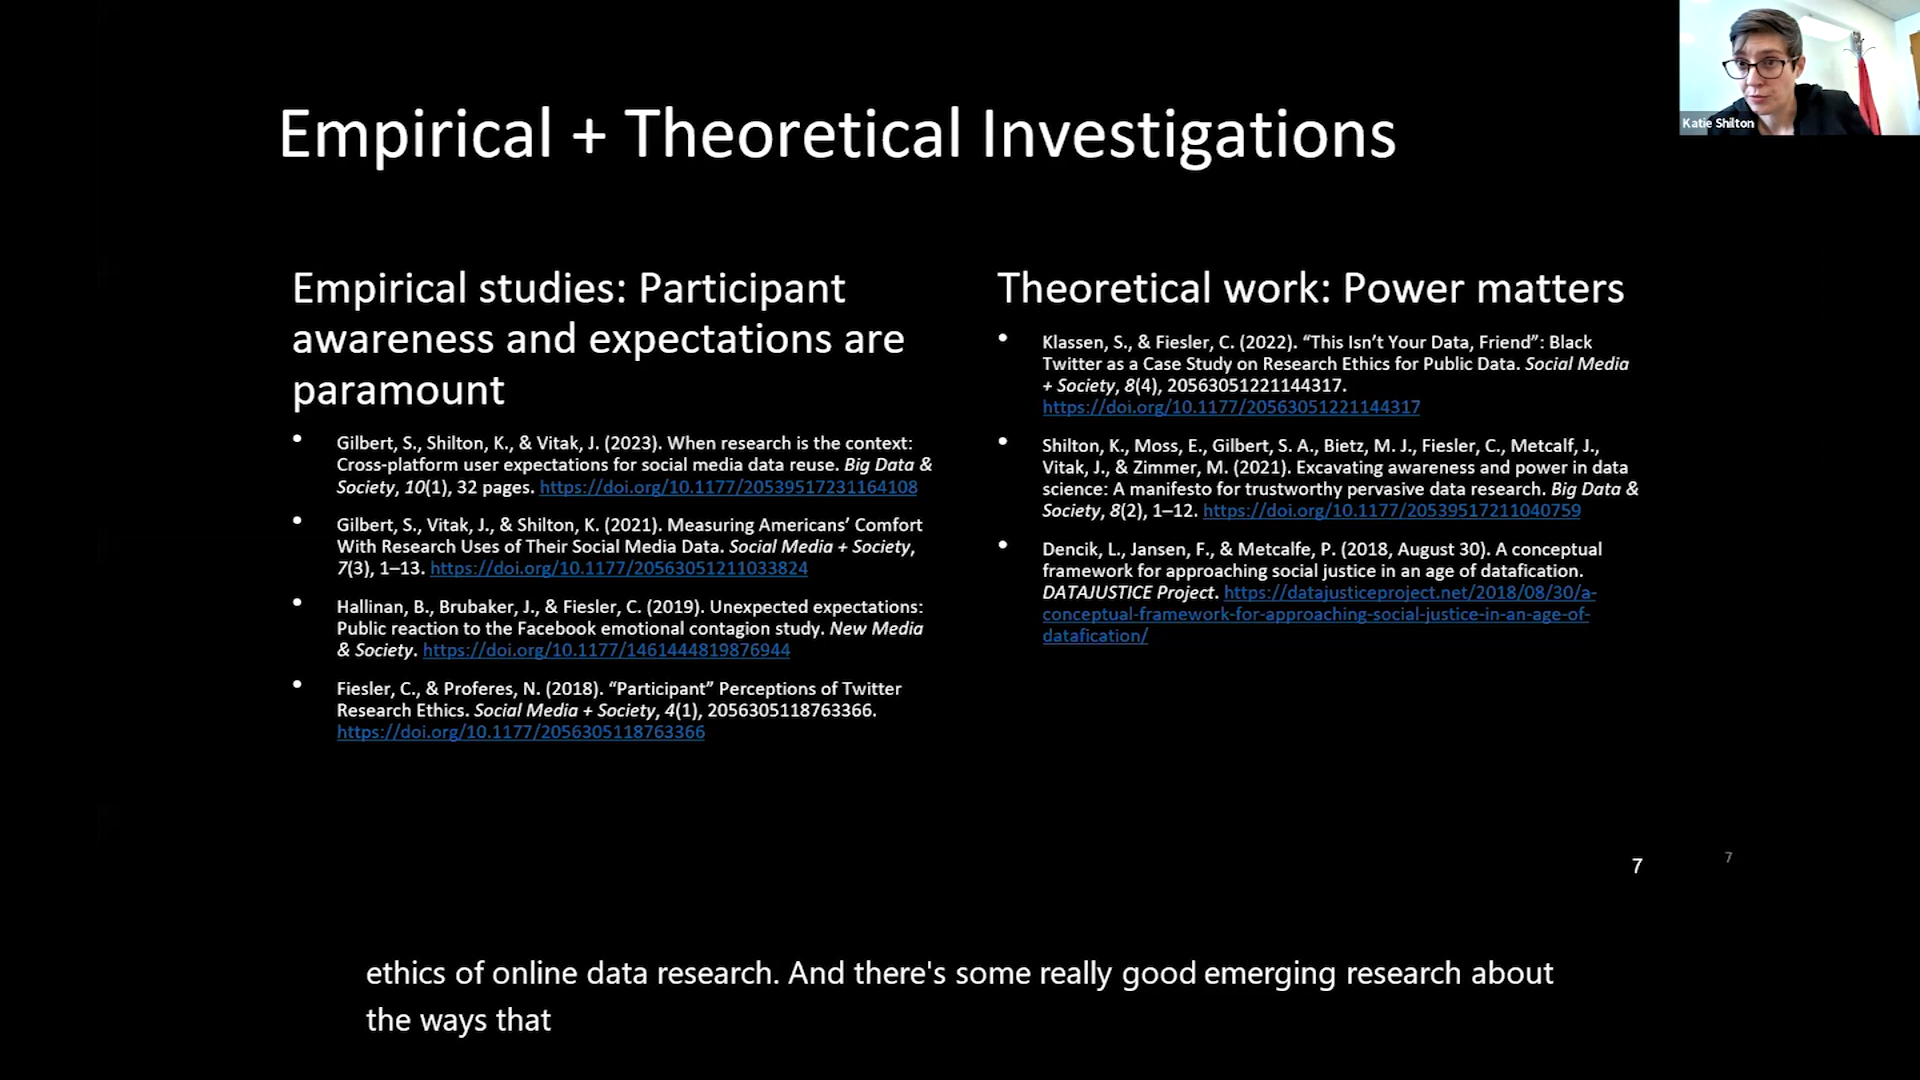 Katie Shilton
Empirical + Theoretical Investigations
Empirical studies: Participant
awareness and expectations are
paramount
• Gilbert, S., Shilton, K., & Vitak, J. (2023). When research is the context:
Cross-platform user expectations for social media data reuse. Big Data &
Society, 10(1), 32 pages. https://doi.org/10.1177/20539517231164108
• Gilbert, S., Vitak, J., & Shilton, K. (2021). Measuring Americans’ Comfort
With Research Uses of Their Social Media Data. Social Media + Society,
7(3), 1–13. https://doi.org/10.1177/20563051211033824
• Hallinan, B., Brubaker, J., & Fiesler, C. (2019). Unexpected expectations:
Public reaction to the Facebook emotional contagion study. New Media
& Society. https://doi.org/10.1177/1461444819876944
• Fiesler, C., & Proferes, N. (2018). “Participant” Perceptions of Twitter
Research Ethics. Social Media + Society, 4(1), 2056305118763366.
https://doi.org/10.1177/2056305118763366
Theoretical work: Power matters
• Klassen, S., & Fiesler, C. (2022). “This Isn’t Your Data, Friend”: Black
Twitter as a Case Study on Research Ethics for Public Data. Social Media
+ Society, 8(4), 20563051221144317.
https://doi.org/10.1177/20563051221144317
• Shilton, K., Moss, E., Gilbert, S. A., Bietz, M. J., Fiesler, C., Metcalf, J.,
Vitak, J., & Zimmer, M. (2021). Excavating awareness and power in data
science: A manifesto for trustworthy pervasive data research. Big Data &
Society, 8(2), 1–12. https://doi.org/10.1177/20539517211040759
• Dencik, L., Jansen, F., & Metcalfe, P. (2018, August 30). A conceptual
framework for approaching social justice in an age of datafication.
DATAJUSTICE Project. https://datajusticeproject.net/2018/08/30/a-
conceptual-framework-for-approaching-social-justice-in-an-age-of-
datafication/
7
7
ethics of online data research. And there's some really good emerging research about
the ways that